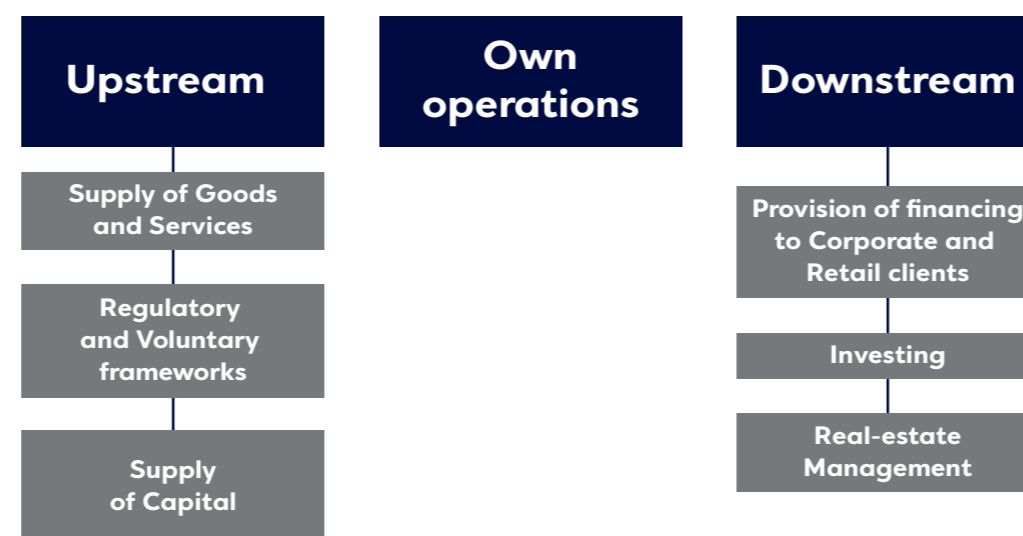 Upstream
Supply of Goods
and Services
Regulatory
and Voluntary
frameworks
Supply
of Capital
Own
operations
Downstream
Provision of financing
to Corporate and
Retail clients
Investing
Real-estate
Management